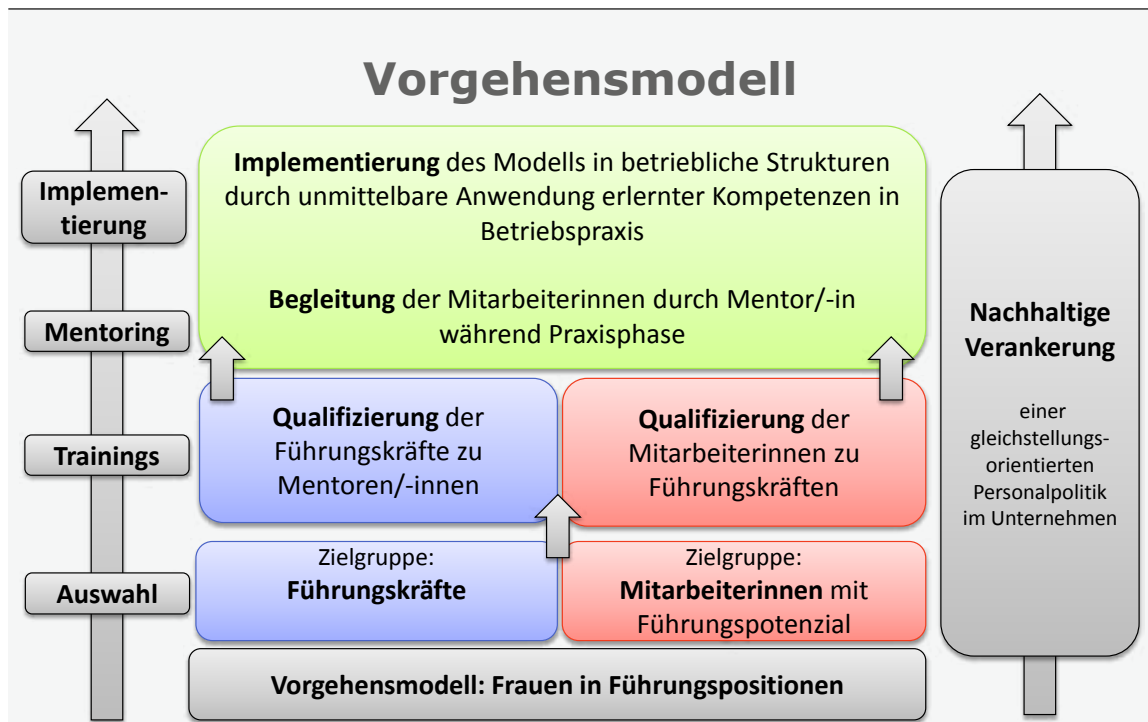 Vorgehensmodell
Implemen-
tierung
Mentoring
Trainings
Auswahl
Implementierung des Modells in betriebliche Strukturen
durch unmittelbare Anwendung erlernter Kompetenzen in
Betriebspraxis
Begleitung der Mitarbeiterinnen durch Mentor/-in
während Praxisphase
Qualifizierung der
Führungskräfte zu
Mentoren/-innen
Qualifizierung der
Mitarbeiterinnen zu
Führungskräften
Zielgruppe:
Führungskräfte
Zielgruppe:
Mitarbeiterinnen mit
Führungspotenzial
Vorgehensmodell: Frauen in Führungspositionen
Nachhaltige
Verankerung
einer
gleichstellungs-
orientierten
Personalpolitik
im Unternehmen